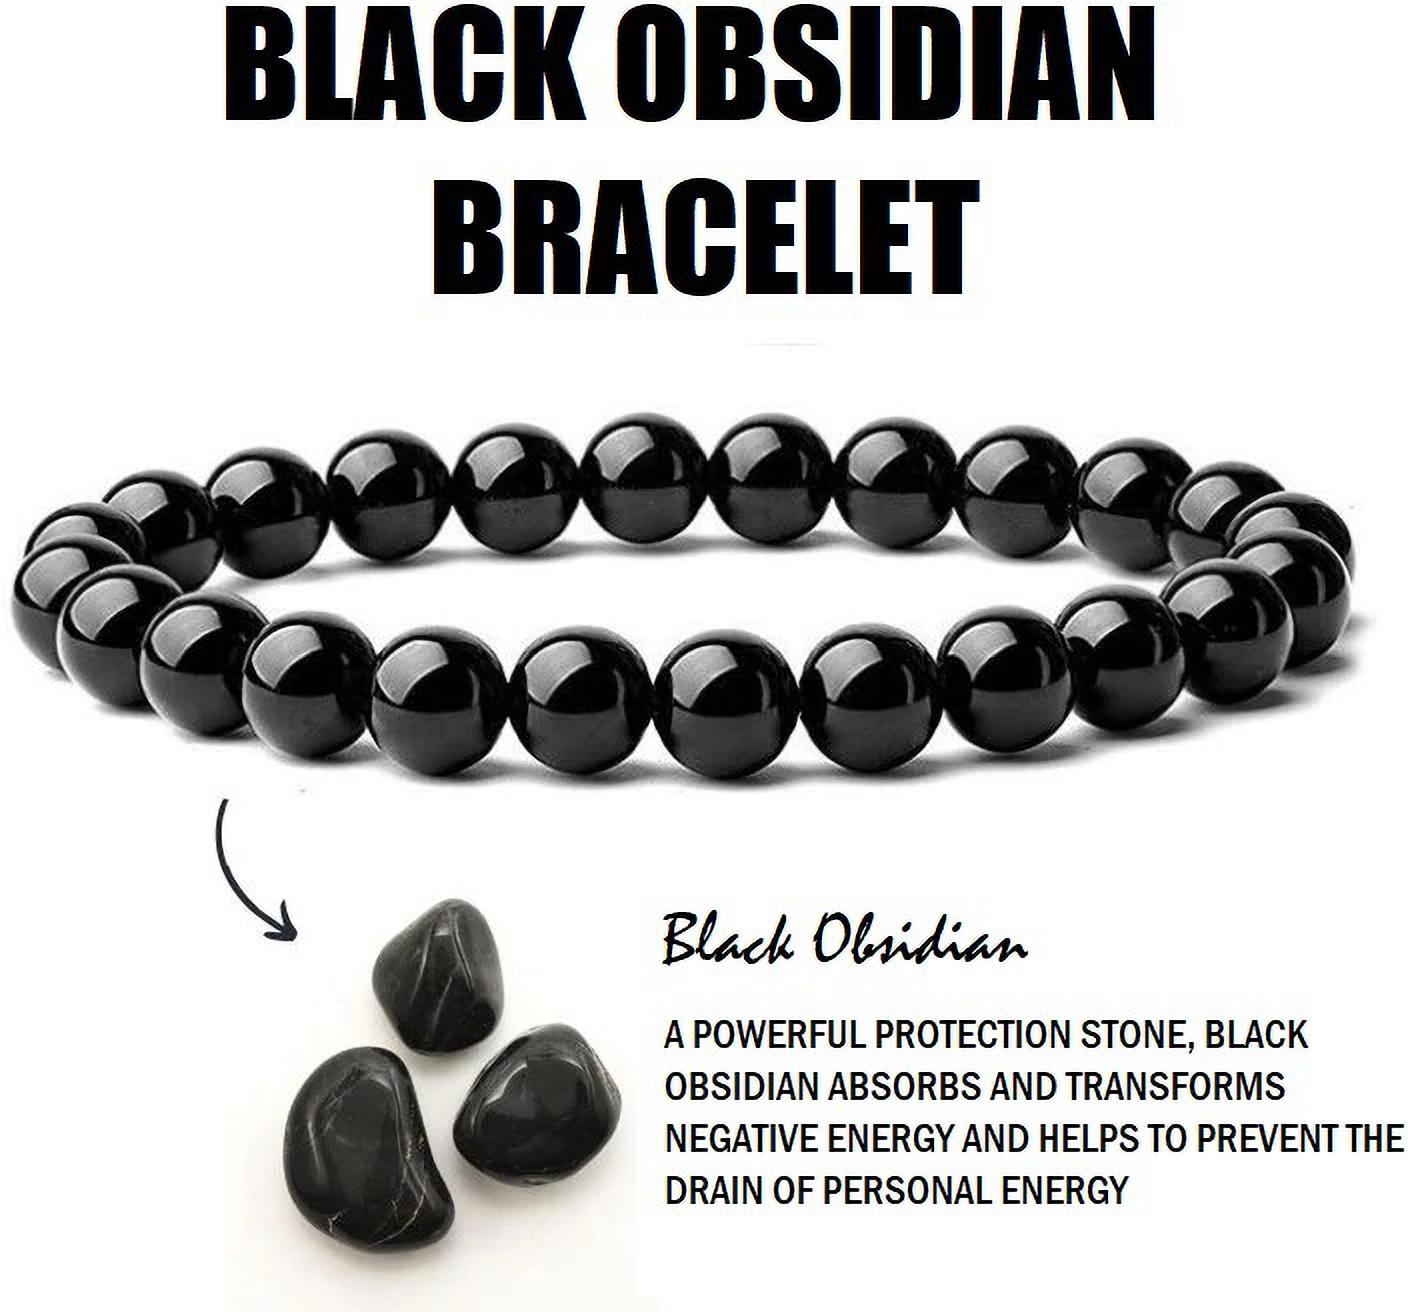 BLACK OBSIDIAN
BRACELET
Black Obsidian
A POWERFUL PROTECTION STONE, BLACK
OBSIDIAN ABSORBS AND TRANSFORMS
NEGATIVE ENERGY AND HELPS TO PREVENT THE
DRAIN OF PERSONAL ENERGY